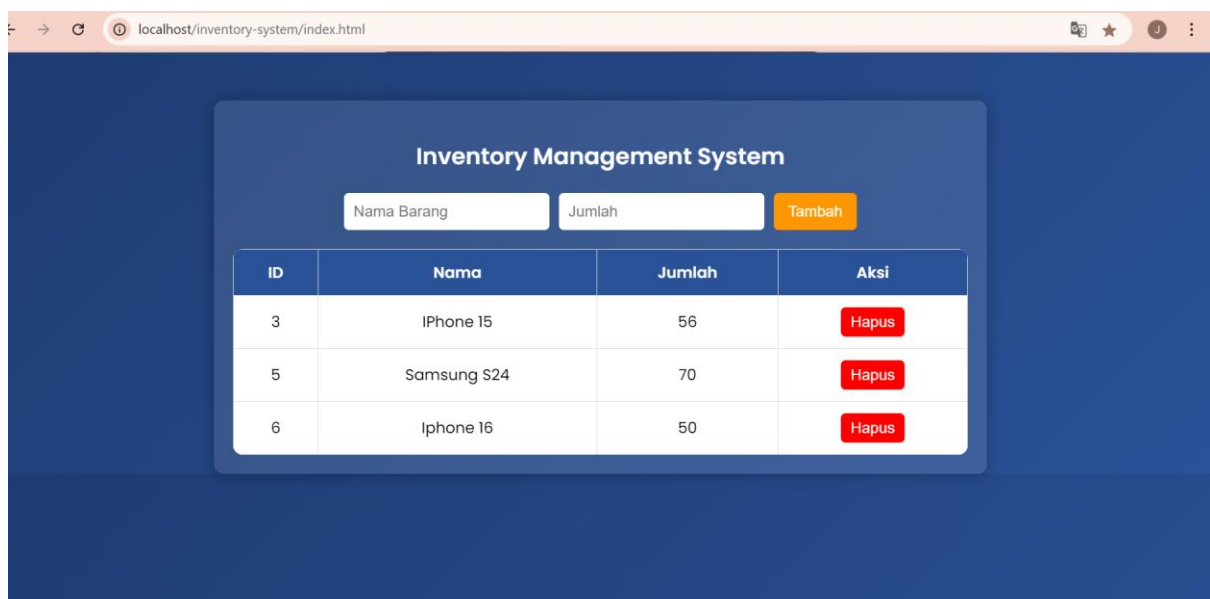 localhost/inventory-system/index.html
J
Inventory Management System
Nama Barang Jumlah Tambah
ID Nama Jumlah Aksi
3 IPhone 15 56 Hapus
5 Samsung S24 70 Hapus
6 Iphone 16 50 Hapus